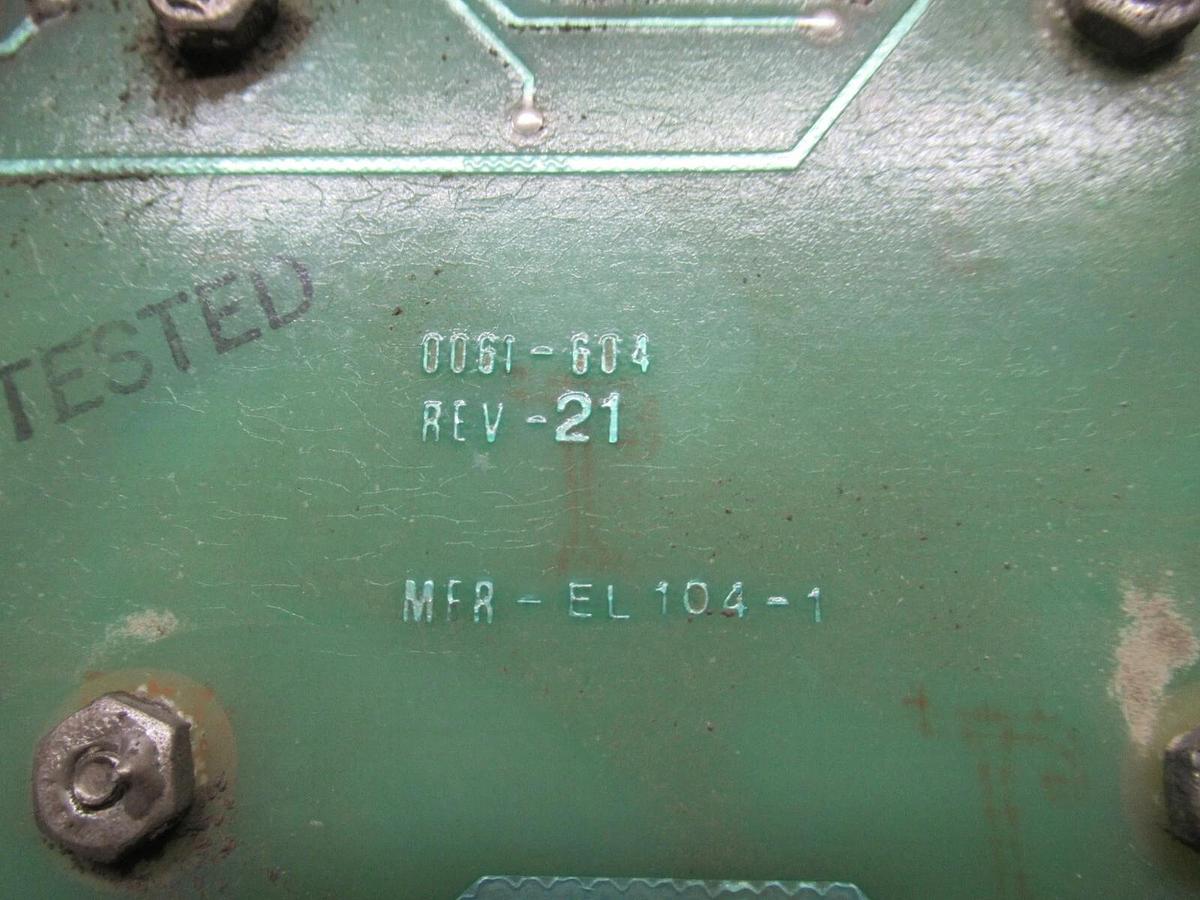 TESTED
0061-604
REV-21
MFR-EL104-1